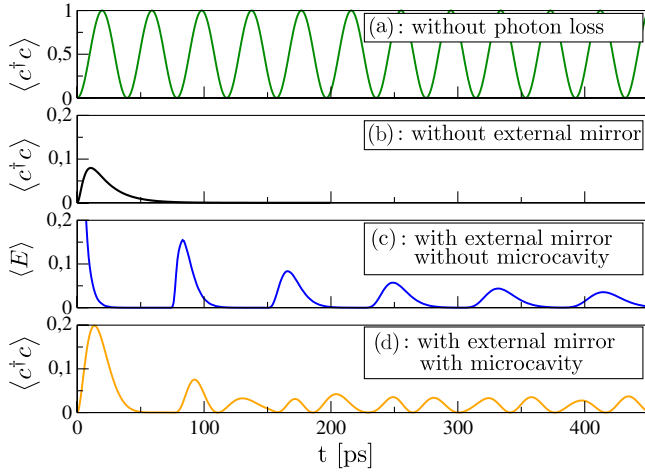 1
0,5
0
⟨c†c⟩
(a): without photon loss
0,2
0,1
0
⟨c†c⟩
(b): without external mirror
0,2
0,1
0
⟨E⟩
(c): with external mirror
without microcavity
0,2
0,1
0
⟨c†c⟩
(d): with external mirror
with microcavity
0 100 200 300 400
t [ps]